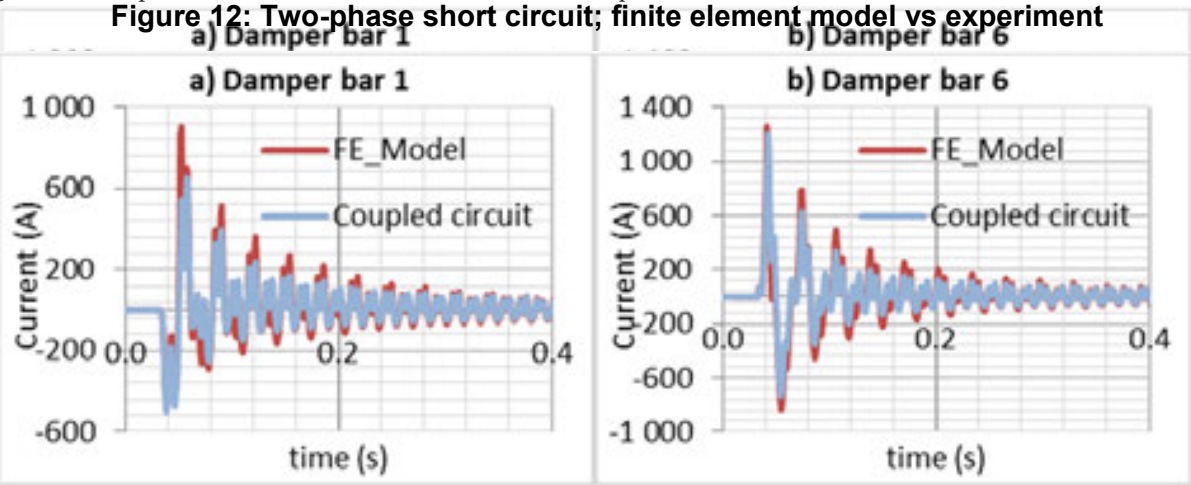 Figure 12: Two-phase short circuit; finite element model vs experiment
a) Damper bar 1
b) Damper bar 6
a) Damper bar 1
1 000
600
200
-200
-600
Current (A)
FE_Model
Coupled circuit
0.0
0.2
0.4
time (s)
b) Damper bar 6
1 400
1 000
600
200
-200
-600
-1 000
Current (A)
FE_Model
Coupled circuit
0.0
0.2
0.4
time (s)